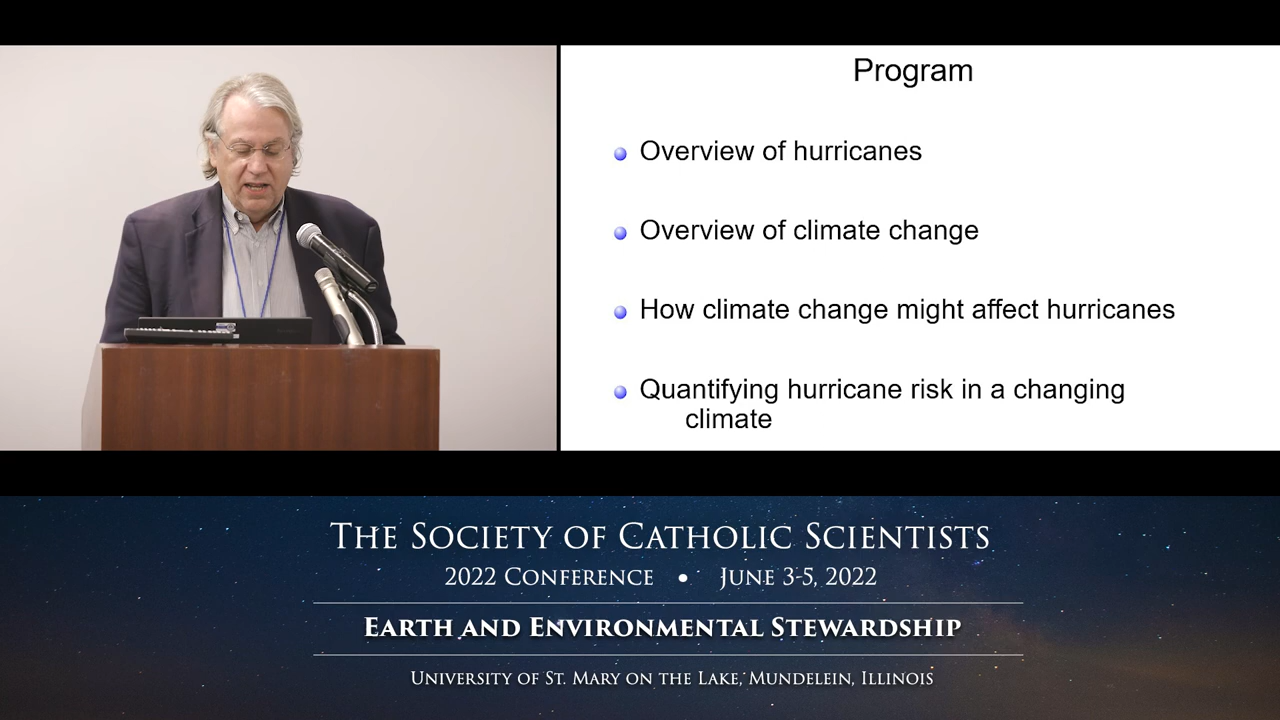 Program
Overview of hurricanes
Overview of climate change
How climate change might affect hurricanes
Quantifying hurricane risk in a changing
climate
The Society of Catholic Scientists
2022 Conference • June 3-5, 2022
Earth and Environmental Stewardship
University of St. Mary on the Lake, Mundelein, Illinois